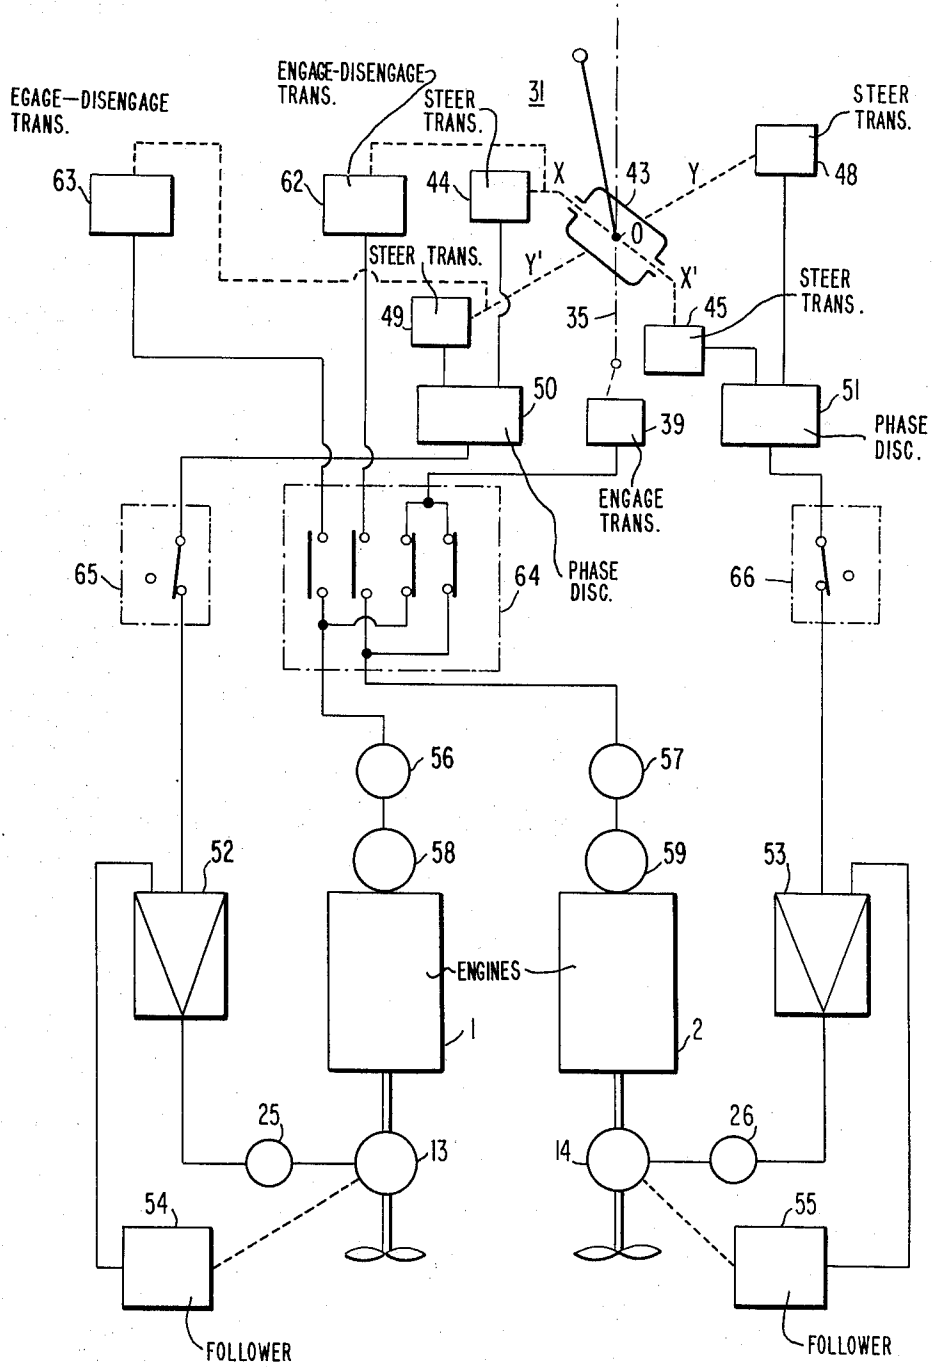 ENGAGE-DISENGAGE
TRANS.
EGAGE—DISENGAGE
TRANS.
STEER
TRANS.
31
STEER
TRANS.
63
62
44
X
43
Y
48
O
STEER TRANS.
Y'
X'
STEER
TRANS.
49
35
45
50
39
51
PHASE
DISC.
ENGAGE
TRANS.
65
64
PHASE
DISC.
66
56
57
58
59
52
53
ENGINES
1
2
25
26
13
14
54
55
FOLLOWER
FOLLOWER